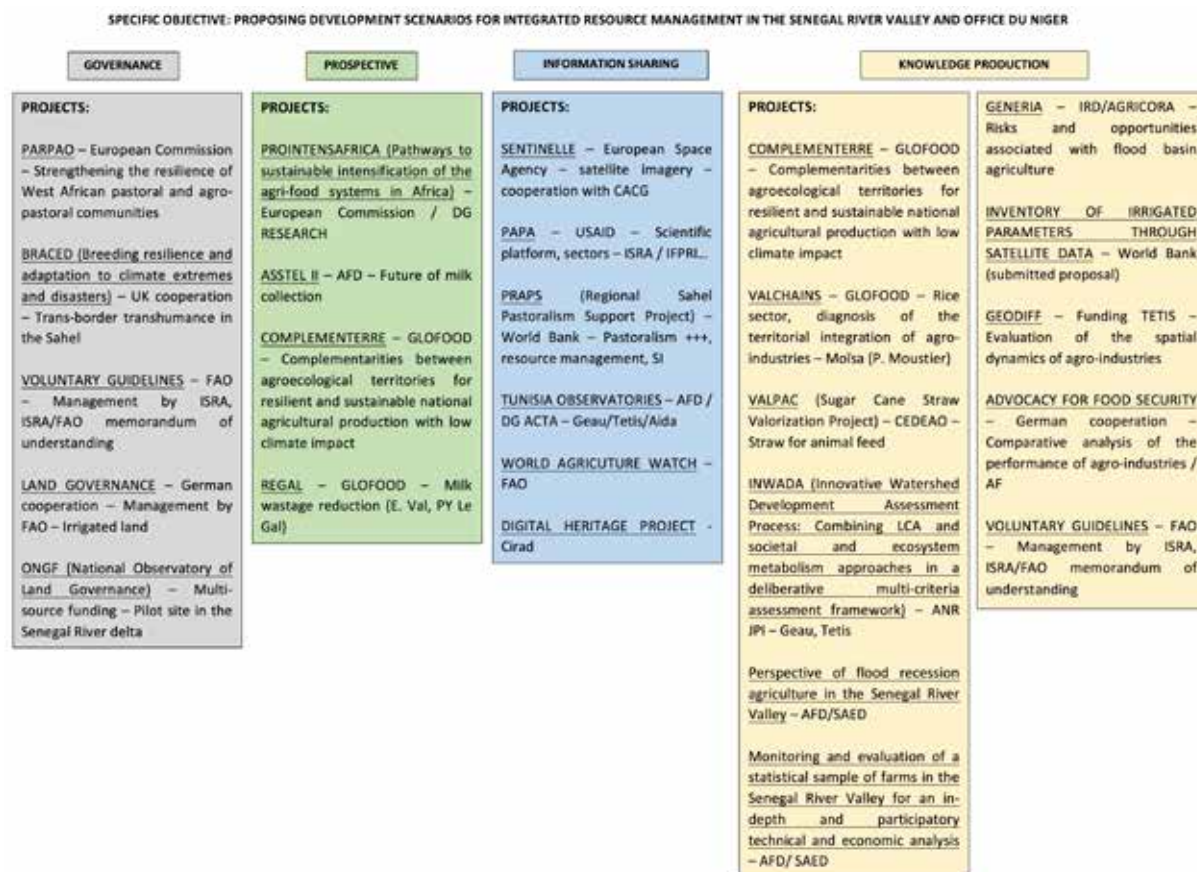 SPECIFIC OBJECTIVE: PROPOSING DEVELOPMENT SCENARIOS FOR INTEGRATED RESOURCE MANAGEMENT IN THE SENEGAL RIVER VALLEY AND OFFICE DU NIGER
GOVERNANCE
PROJECTS:
PARPAO – European Commission
– Strengthening the resilience of
West African pastoral and agro-
pastoral communities
BRACED (Breeding resilience and
adaptation to climate extremes
and disasters) – UK cooperation
– Trans-border transhumance in
the Sahel
VOLUNTARY GUIDELINES – FAO
– Management by ISRA,
ISRA/FAO memorandum of
understanding
LAND GOVERNANCE – German
cooperation – Management by
FAO – Irrigated land
ONGF (National Observatory of
Land Governance) – Multi-
source funding – Pilot site in the
Senegal River delta
PROSPECTIVE
PROJECTS:
PROINTENSAFRICA (Pathways to
sustainable intensification of the
agri-food systems in Africa) –
European Commission / DG
RESEARCH
ASSTEL II – AFD – Future of milk
collection
COMPLEMENTERRE – GLOFOOD
– Complementarities between
agroecological territories for
resilient and sustainable national
agricultural production with low
climate impact
REGAL – GLOFOOD – Milk
wastage reduction (E. Val, PY Le
Gal)
INFORMATION SHARING
PROJECTS:
SENTINELLE – European Space
Agency – satellite imagery –
cooperation with CACG
PAPA – USAID – Scientific
platform, sectors – ISRA / IFPRI...
PRAPS (Regional Sahel
Pastoralism Support Project) –
World Bank – Pastoralism +++,
resource management, SI
TUNISIA OBSERVATORIES – AFD /
DG ACTA – Geau/Tetis/Aida
WORLD AGRICUTURE WATCH –
FAO
DIGITAL HERITAGE PROJECT -
Cirad
KNOWLEDGE PRODUCTION
PROJECTS:
COMPLEMENTERRE – GLOFOOD
– Complementarities between
agroecological territories for
resilient and sustainable national
agricultural production with low
climate impact
VALCHAINS – GLOFOOD – Rice
sector, diagnosis of the
territorial integration of agro-
industries – Moïsa (P. Moustier)
VALPAC (Sugar Cane Straw
Valorization Project) – CEDEAO –
Straw for animal feed
INWADA (Innovative Watershed
Development Assessment
Process: Combining LCA and
societal and ecosystem
metabolism approaches in a
deliberative multi-criteria
assessment framework) – ANR
JPI – Geau, Tetis
Perspective of flood recession
agriculture in the Senegal River
Valley – AFD/SAED
Monitoring and evaluation of a
statistical sample of farms in the
Senegal River Valley for an in-
depth and participatory
technical and economic analysis
– AFD/ SAED
GENERIA – IRD/AGRICORA –
Risks and opportunities
associated with flood basin
agriculture
INVENTORY OF IRRIGATED
PARAMETERS THROUGH
SATELLITE DATA – World Bank
(submitted proposal)
GEODIFF – Funding TETIS –
Evaluation of the spatial
dynamics of agro-industries
ADVOCACY FOR FOOD SECURITY
– German cooperation –
Comparative analysis of the
performance of agro-industries /
AF
VOLUNTARY GUIDELINES – FAO
– Management by ISRA,
ISRA/FAO memorandum of
understanding